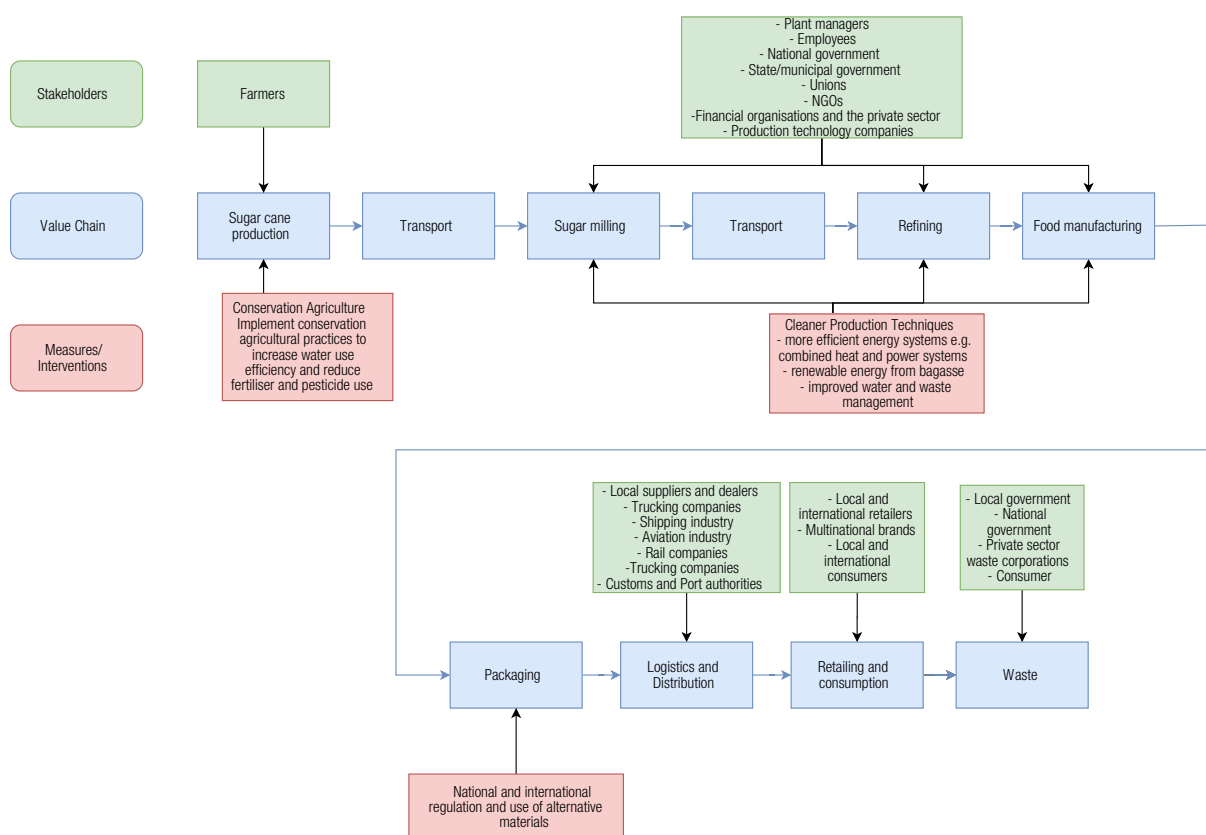 Stakeholders
Farmers
- Plant managers
- Employees
- National government
- State/municipal government
- Unions
- NGOs
-Financial organisations and the private sector
- Production technology companies
Value Chain
Sugar cane
production
Transport
Sugar milling
Transport
Refining
Food manufacturing
Measures/
Interventions
Conservation Agriculture
Implement conservation
agricultural practices to
increase water use
efficiency and reduce
fertiliser and pesticide use
Cleaner Production Techniques
- more efficient energy systems e.g.
combined heat and power systems
- renewable energy from bagasse
- improved water and waste
management
- Local suppliers and dealers
- Trucking companies
- Shipping industry
- Aviation industry
- Rail companies
-Trucking companies
- Customs and Port authorities
- Local and
international retailers
- Multinational brands
- Local and
international
consumers
- Local government
- National
government
- Private sector
waste corporations
- Consumer
Packaging
Logistics and
Distribution
Retailing and
consumption
Waste
National and international
regulation and use of alternative
materials